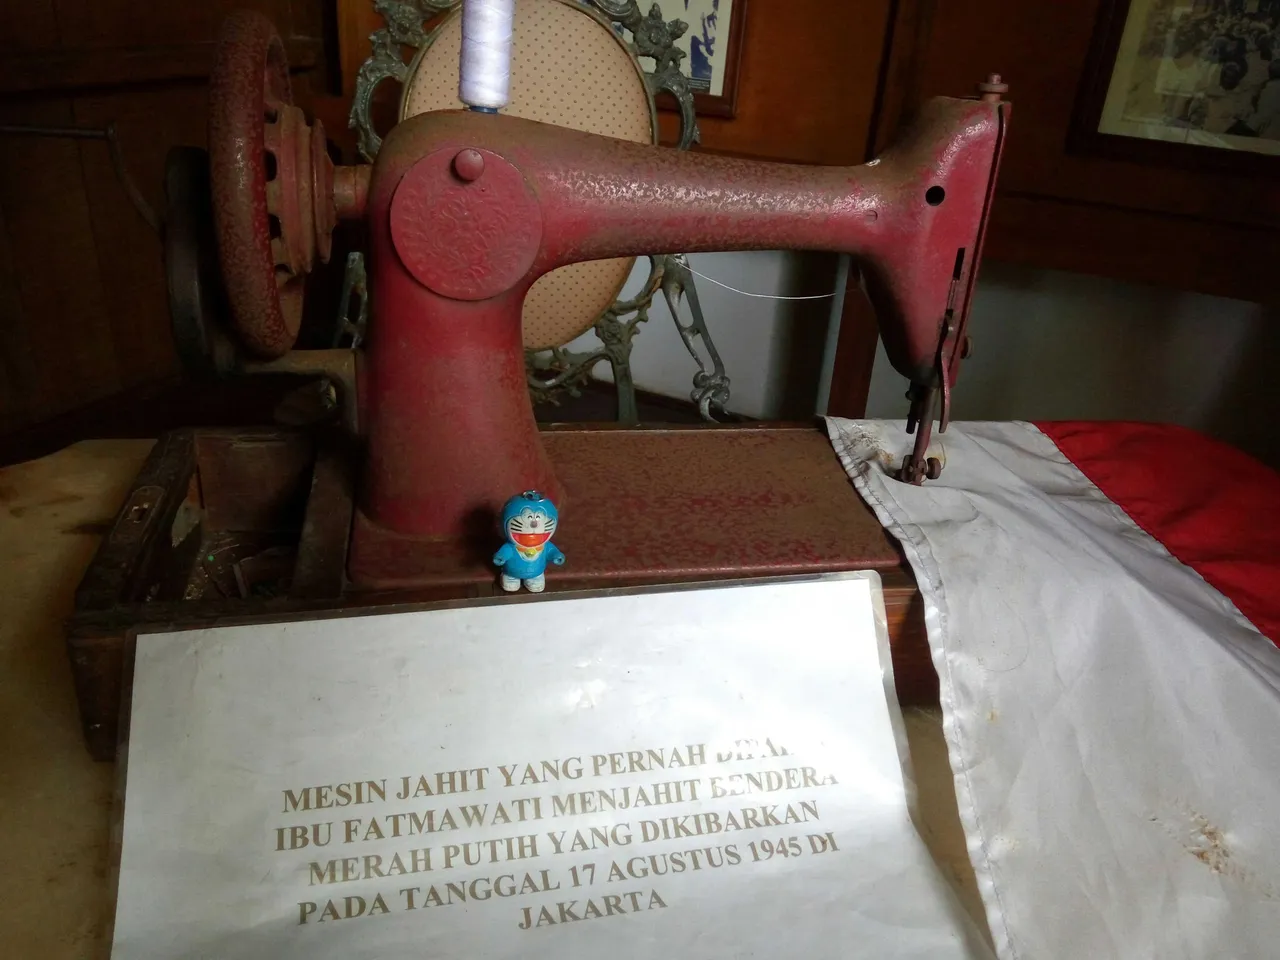 MESIN JAHIT YANG PERNAH
IBU FATMAWATI MENJAHIT BENDERA
MERAH PUTIH YANG DIKIBARKAN
PADA TANGGAL 17 AGUSTUS 1945 DI
JAKARTA